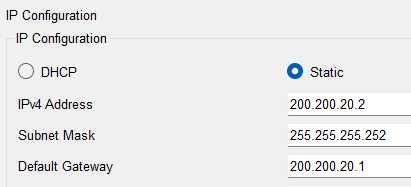 IP Configuration
IP Configuration
DHCP Static
IPv4 Address 200.200.20.2
Subnet Mask 255.255.255.252
Default Gateway 200.200.20.1